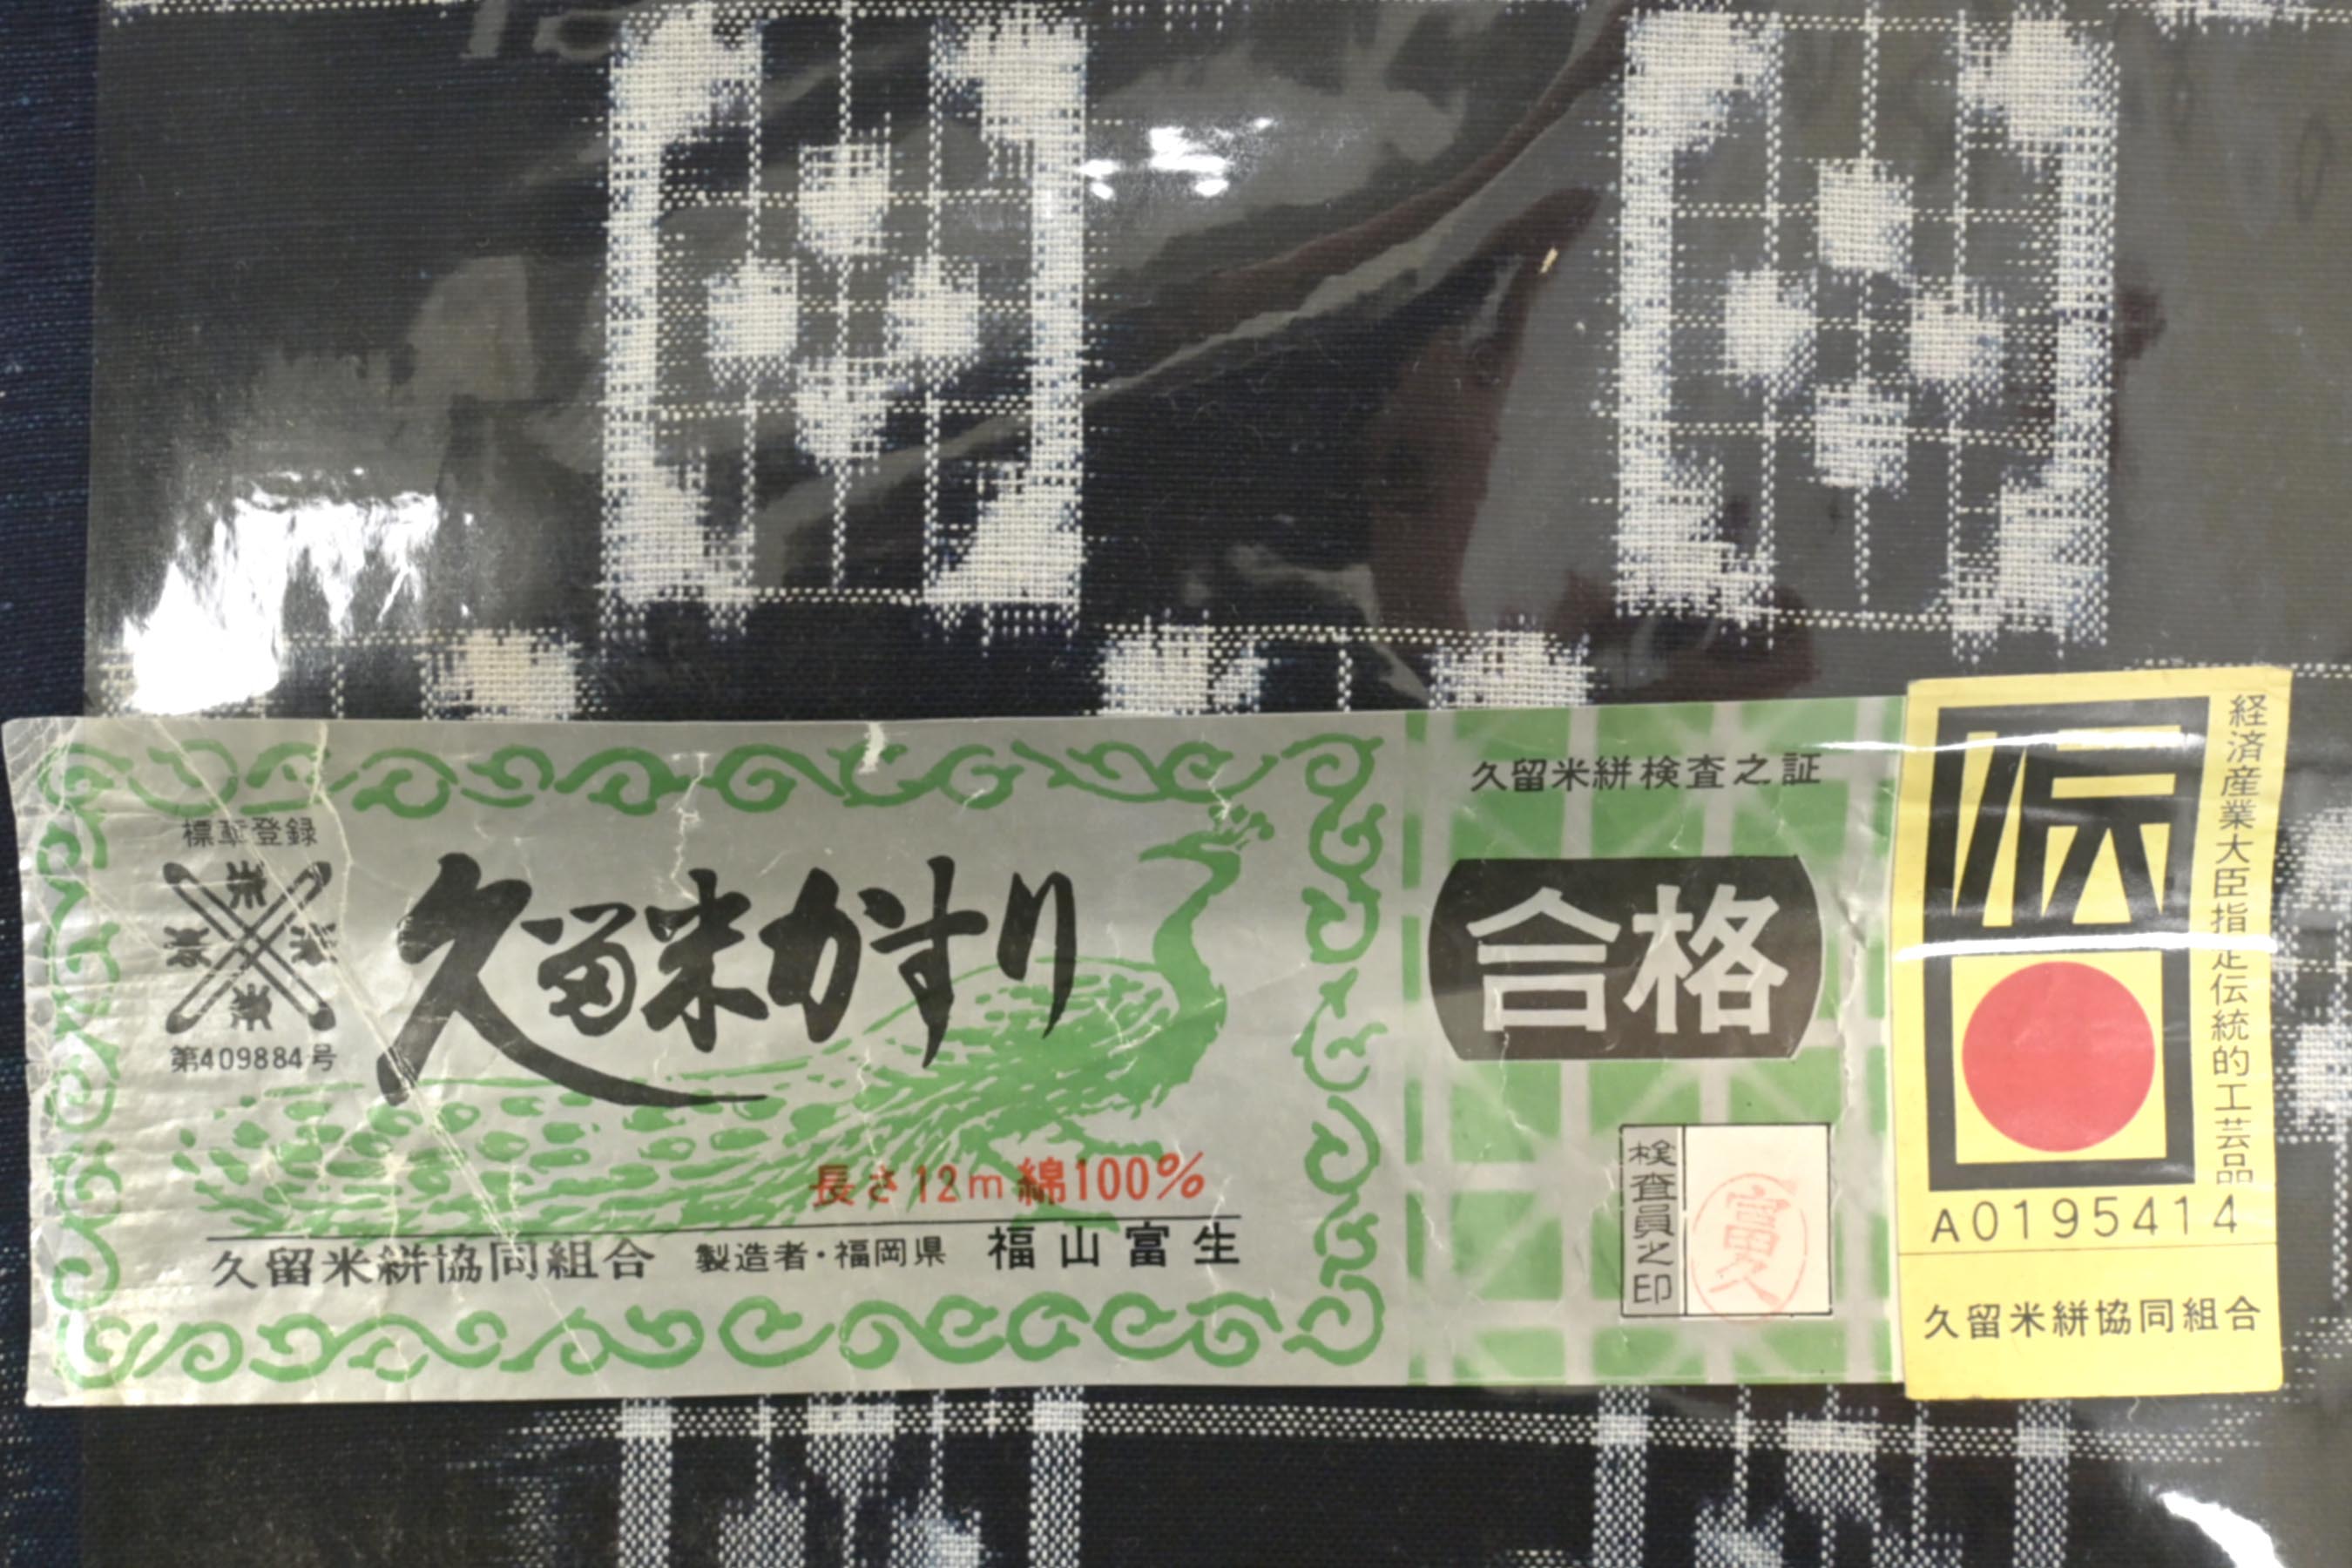 標章登録
第409884号
久留米かすり
長さ12m綿100%
久留米絣協同組合 製造者・福岡県 福山富生
久留米絣検査之証
合格
検査員之印
富久
伝
経済産業大臣指定伝統的工芸品
A0195414
久留米絣協同組合